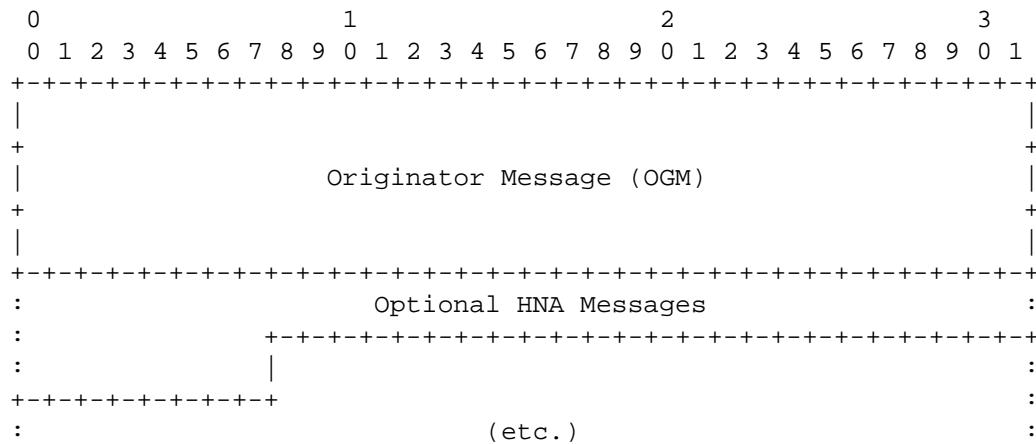 0                   1                   2                   3
 0 1 2 3 4 5 6 7 8 9 0 1 2 3 4 5 6 7 8 9 0 1 2 3 4 5 6 7 8 9 0 1
+-+-+-+-+-+-+-+-+-+-+-+-+-+-+-+-+-+-+-+-+-+-+-+-+-+-+-+-+-+-+-+-+
|                                                               |
+                                                               +
|                   Originator Message (OGM)                    |
+                                                               +
|                                                               |
+-+-+-+-+-+-+-+-+-+-+-+-+-+-+-+-+-+-+-+-+-+-+-+-+-+-+-+-+-+-+-+-+
:                      Optional HNA Messages                    :
:               +-+-+-+-+-+-+-+-+-+-+-+-+-+-+-+-+-+-+-+-+-+-+-+-+
:               |                                               :
+-+-+-+-+-+-+-+-+                                               :
:                             (etc.)                            :